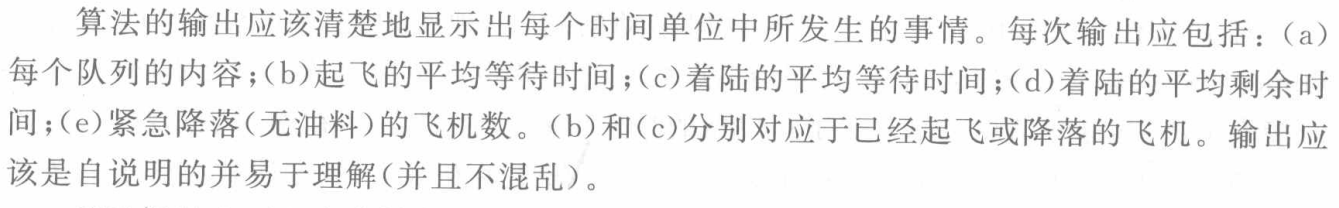 算法的输出应该清楚地显示出每个时间单位中所发生的事情。每次输出应包括：(a)
每个队列的内容；(b)起飞的平均等待时间；(c)着陆的平均等待时间；(d)着陆的平均剩余时
间；(e)紧急降落(无油料)的飞机数。(b)和(c)分别对应于已经起飞或降落的飞机。输出应
该是自说明的并易于理解(并且不混乱)。